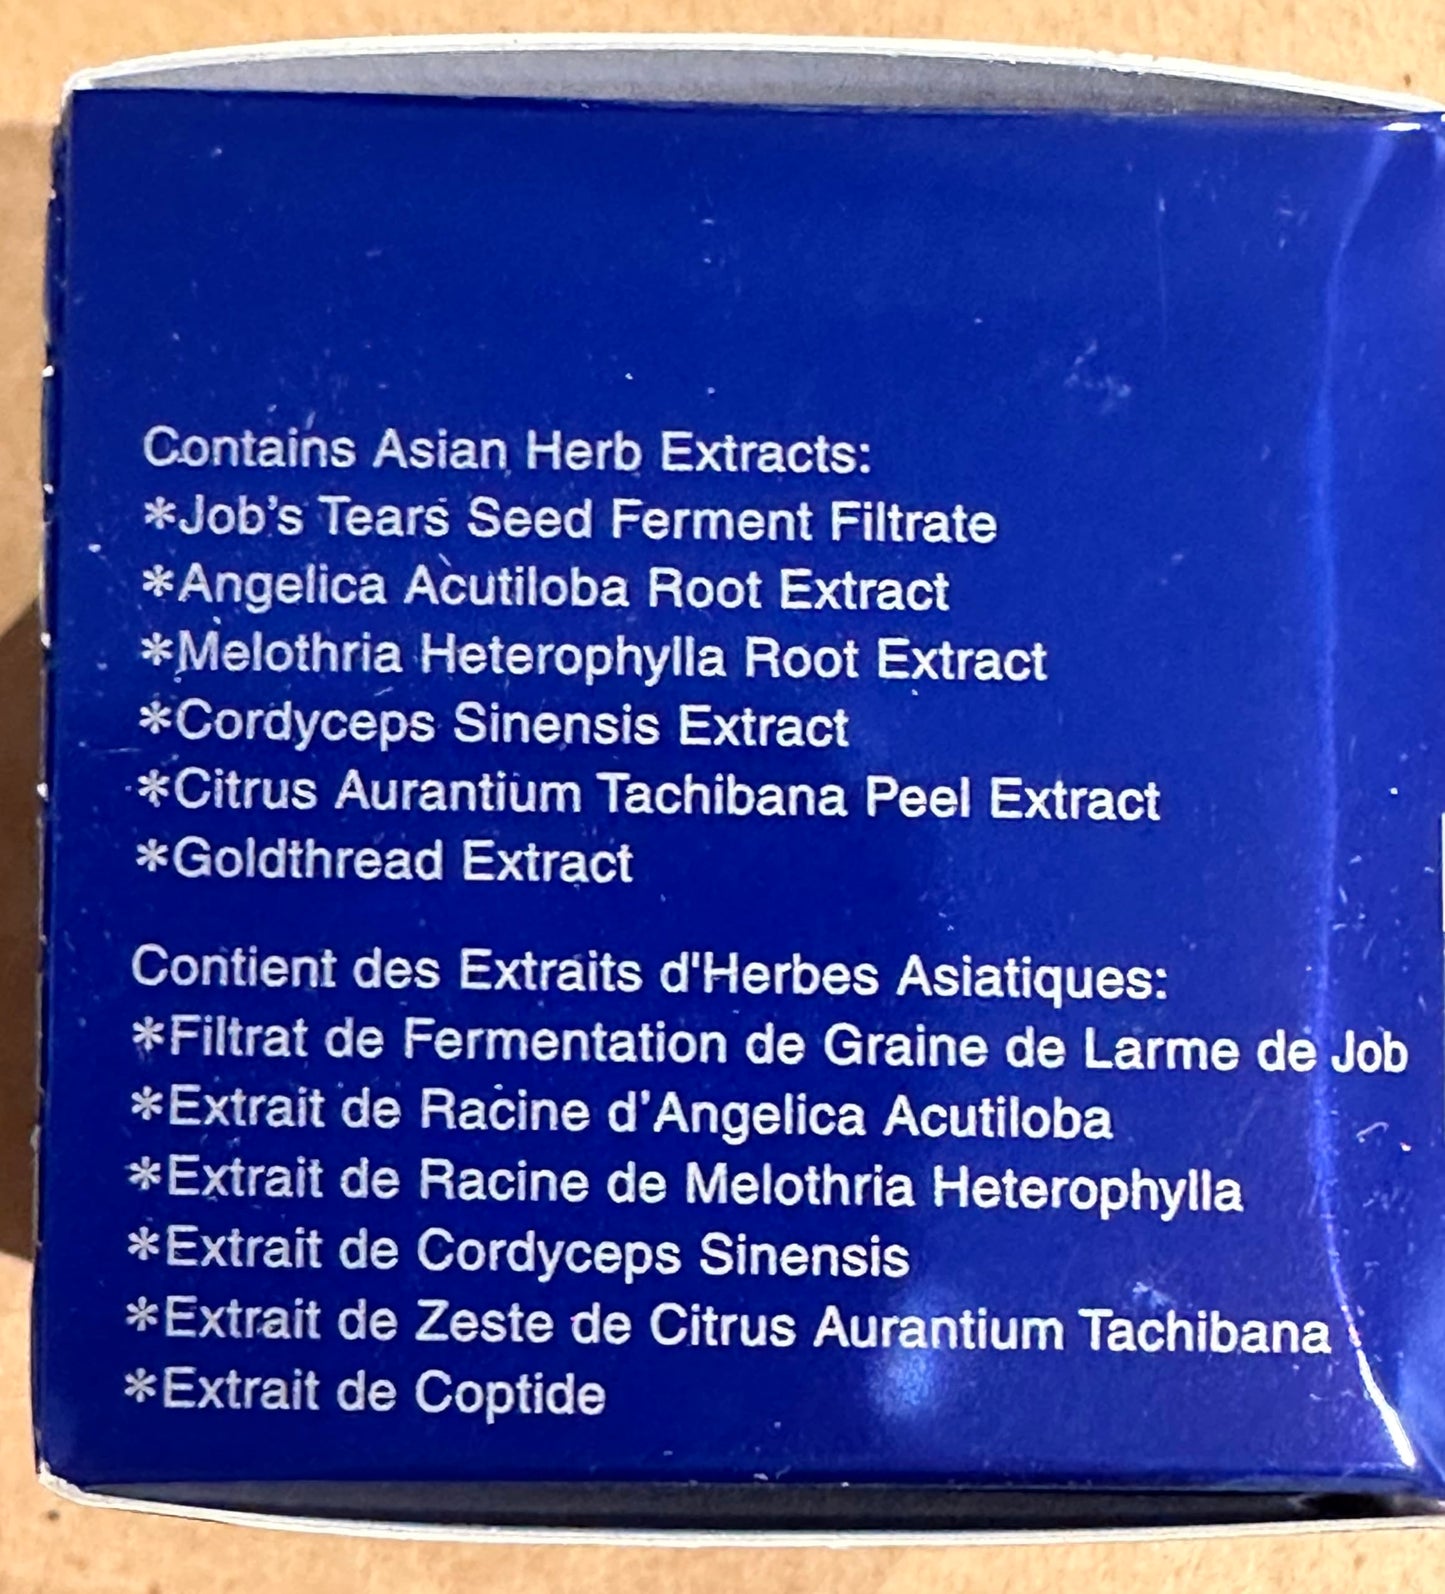 Contains Asian Herb Extracts:
*Job's Tears Seed Ferment Filtrate
*Angelica Acutiloba Root Extract
*Melothria Heterophylla Root Extract
*Cordyceps Sinensis Extract
*Citrus Aurantium Tachibana Peel Extract
*Goldthread Extract
Contient des Extraits d'Herbes Asiatiques:
*Filtrat de Fermentation de Graine de Larme de Job
*Extrait de Racine d'Angelica Acutiloba
*Extrait de Racine de Melothria Heterophylla
*Extrait de Cordyceps Sinensis
*Extrait de Zeste de Citrus Aurantium Tachibana
*Extrait de Coptide